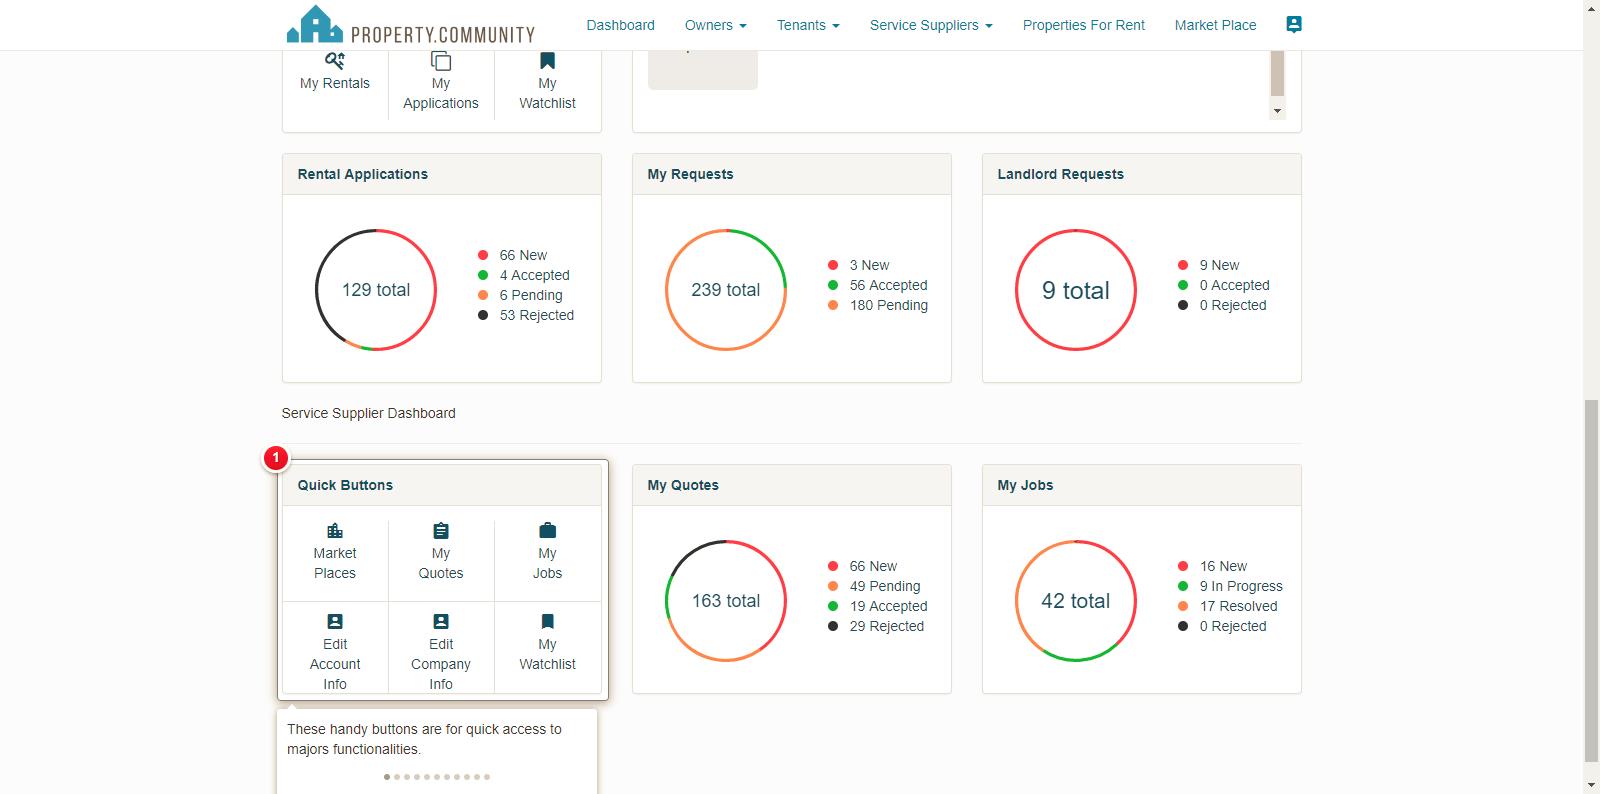 PROPERTY.COMMUNITY
Dashboard
Owners
Tenants
Service Suppliers
Properties For Rent
Market Place
My Rentals
My
Applications
My
Watchlist
Rental Applications
129 total
66 New
4 Accepted
6 Pending
53 Rejected
My Requests
239 total
3 New
56 Accepted
180 Pending
Landlord Requests
9 total
9 New
0 Accepted
0 Rejected
Service Supplier Dashboard
1
Quick Buttons
Market
Places
My
Quotes
My
Jobs
Edit
Account
Info
Edit
Company
Info
My
Watchlist
My Quotes
163 total
66 New
49 Pending
19 Accepted
29 Rejected
My Jobs
42 total
16 New
9 In Progress
17 Resolved
0 Rejected
These handy buttons are for quick access to
majors functionalities.